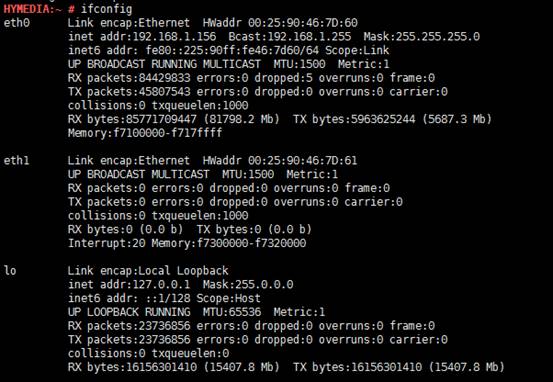 HYMEDIA:~ # ifconfig
eth0 Link encap:Ethernet HWaddr 00:25:90:46:7D:60
inet addr:192.168.1.156 Bcast:192.168.1.255 Mask:255.255.255.0
inet6 addr: fe80::225:90ff:fe46:7d60/64 Scope:Link
UP BROADCAST RUNNING MULTICAST MTU:1500 Metric:1
RX packets:84429833 errors:0 dropped:5 overruns:0 frame:0
TX packets:45807543 errors:0 dropped:0 overruns:0 carrier:0
collisions:0 txqueuelen:1000
RX bytes:85771709447 (81798.2 Mb) TX bytes:5963625244 (5687.3 Mb)
Memory:f7100000-f717ffff
eth1 Link encap:Ethernet HWaddr 00:25:90:46:7D:61
UP BROADCAST MULTICAST MTU:1500 Metric:1
RX packets:0 errors:0 dropped:0 overruns:0 frame:0
TX packets:0 errors:0 dropped:0 overruns:0 carrier:0
collisions:0 txqueuelen:1000
RX bytes:0 (0.0 b) TX bytes:0 (0.0 b)
Interrupt:20 Memory:f7300000-f7320000
lo Link encap:Local Loopback
inet addr:127.0.0.1 Mask:255.0.0.0
inet6 addr: ::1/128 Scope:Host
UP LOOPBACK RUNNING MTU:65536 Metric:1
RX packets:23736856 errors:0 dropped:0 overruns:0 frame:0
TX packets:23736856 errors:0 dropped:0 overruns:0 carrier:0
collisions:0 txqueuelen:0
RX bytes:16156301410 (15407.8 Mb) TX bytes:16156301410 (15407.8 Mb)